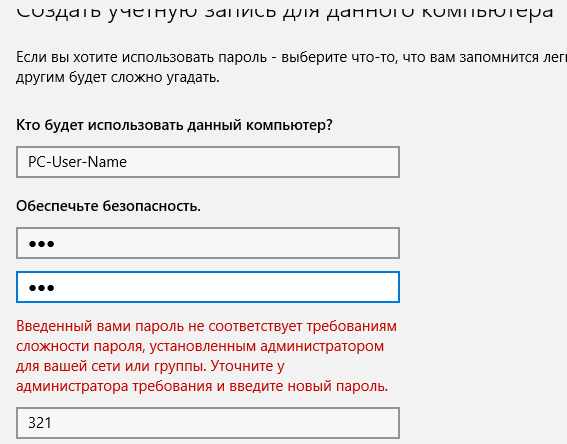 Создать учетную запись для данного компьютера
Если вы хотите использовать пароль - выберите что-то, что вам запомнится
другим будет сложно угадать.
Кто будет использовать данный компьютер?
PC-User-Name
Обеспечьте безопасность.
●●●
●●●
Введенный вами пароль не соответствует требованиям
сложности пароля, установленным администратором
для вашей сети или группы. Уточните у
администратора требования и введите новый пароль.
321